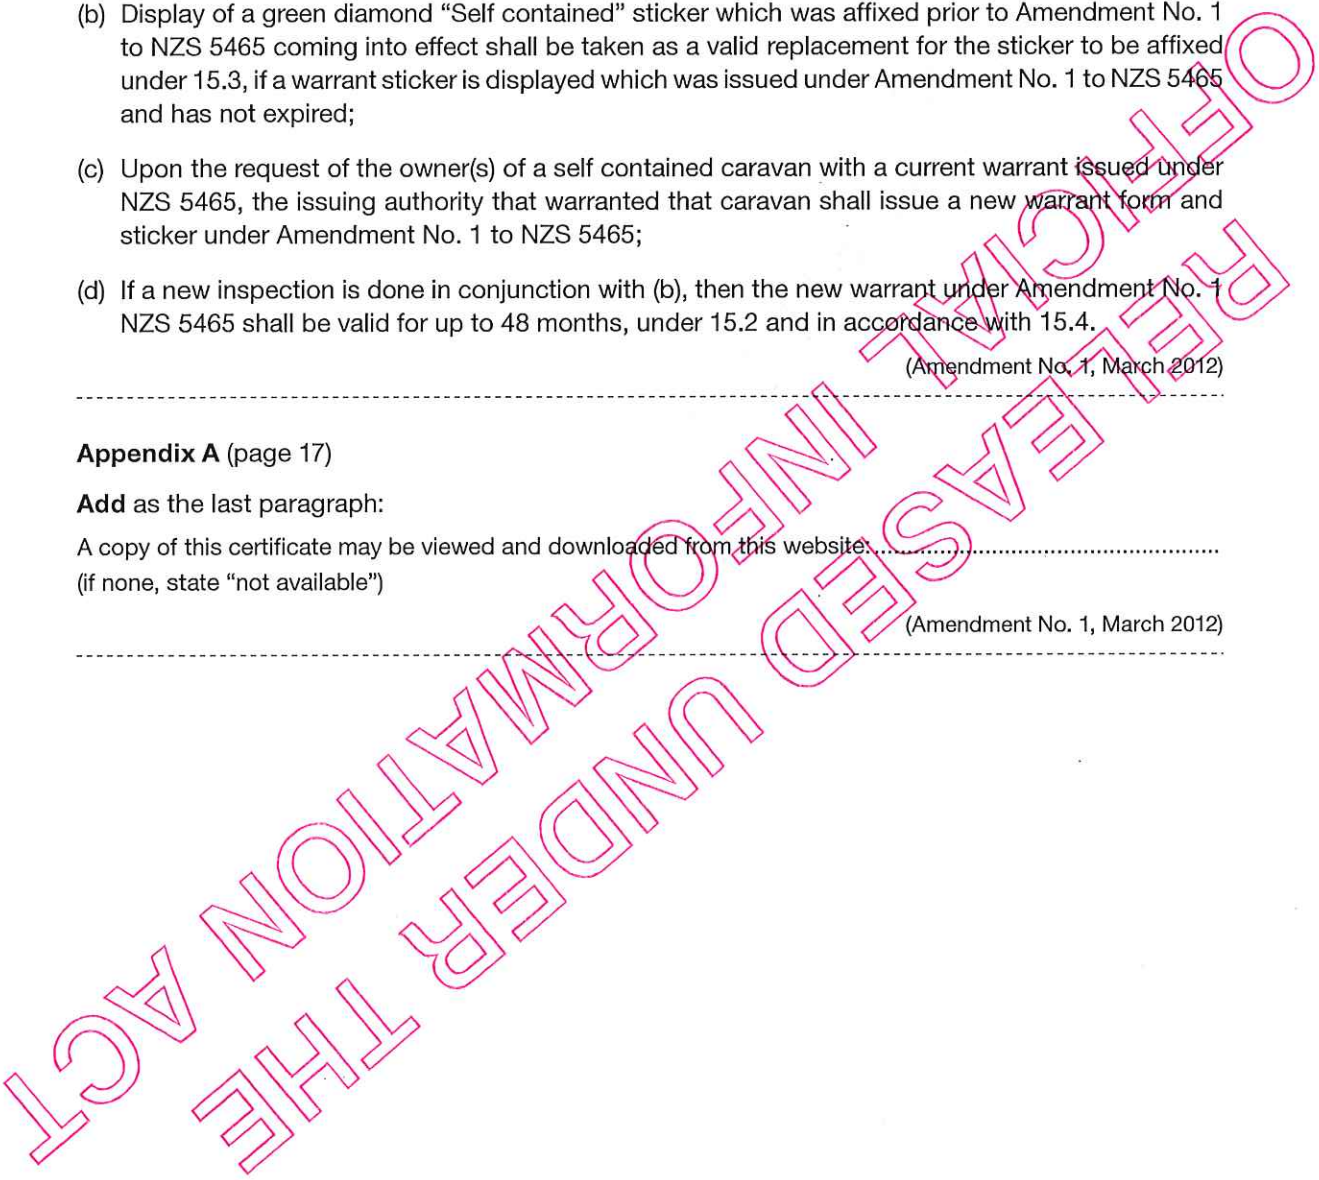 (b) Display of a green diamond “Self contained” sticker which was affixed prior to Amendment No. 1
to NZS 5465 coming into effect shall be taken as a valid replacement for the sticker to be affixed
under 15.3, if a warrant sticker is displayed which was issued under Amendment No. 1 to NZS 5465
and has not expired;
(c) Upon the request of the owner(s) of a self contained caravan with a current warrant issued under
NZS 5465, the issuing authority that warranted that caravan shall issue a new warrant form and
sticker under Amendment No. 1 to NZS 5465;
(d) If a new inspection is done in conjunction with (b), then the new warrant under Amendment No. 1
NZS 5465 shall be valid for up to 48 months, under 15.2 and in accordance with 15.4.
(Amendment No. 1, March 2012)
Appendix A (page 17)
Add as the last paragraph:
A copy of this certificate may be viewed and downloaded from this website:..........................................................
(if none, state “not available”)
(Amendment No. 1, March 2012)
RELEASED UNDER THE
OFFICIAL INFORMATION ACT